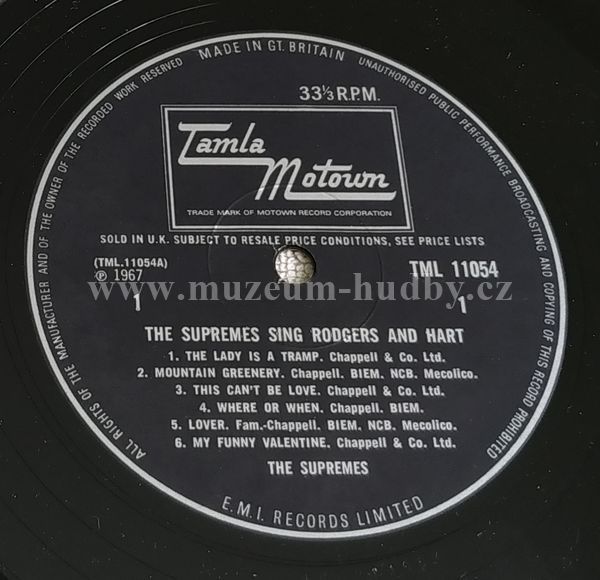 MADE IN GT. BRITAIN
UNAUTHORISED PUBLIC PERFORMANCE BROADCASTING AND COPYING OF THIS RECORD PROHIBITED
ALL RIGHTS OF THE MANUFACTURER AND OF THE OWNER OF THE RECORDED WORK RESERVED
33⅓ R.P.M.
Tamla
Motown
TRADE MARK OF MOTOWN RECORD CORPORATION
SOLD IN U.K. SUBJECT TO RESALE PRICE CONDITIONS, SEE PRICE LISTS
(TML.11054A)
℗ 1967
TML 11054
1
1
www.muzeum-hudby.cz
THE SUPREMES SING RODGERS AND HART
1. THE LADY IS A TRAMP. Chappell & Co. Ltd.
2. MOUNTAIN GREENERY. Chappell. BIEM. NCB. Mecolico.
3. THIS CAN'T BE LOVE. Chappell & Co. Ltd.
4. WHERE OR WHEN. Chappell. BIEM.
5. LOVER. Fam.-Chappell. BIEM. NCB. Mecolico.
6. MY FUNNY VALENTINE. Chappell & Co. Ltd.
THE SUPREMES
E.M.I. RECORDS LIMITED